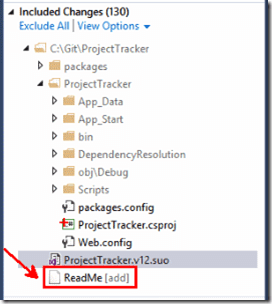 Included Changes (130)
Exclude All | View Options
C:\Git\ProjectTracker
packages
ProjectTracker
App_Data
App_Start
bin
DependencyResolution
obj\Debug
Scripts
packages.config
ProjectTracker.csproj
Web.config
ProjectTracker.v12.suo
ReadMe [add]